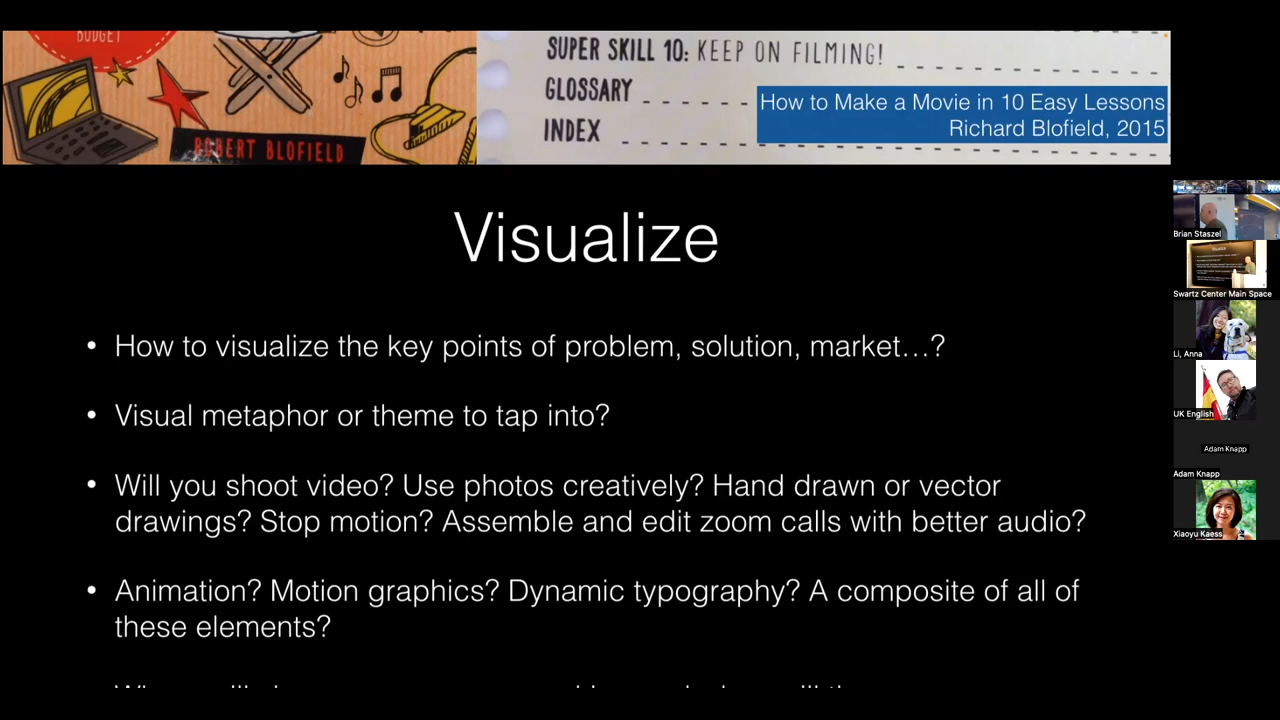 BUDGET
ROBERT BLOFIELD
SUPER SKILL 10: KEEP ON FILMING!
GLOSSARY
INDEX
How to Make a Movie in 10 Easy Lessons
Richard Blofield, 2015
Visualize
• How to visualize the key points of problem, solution, market...?
• Visual metaphor or theme to tap into?
• Will you shoot video? Use photos creatively? Hand drawn or vector
drawings? Stop motion? Assemble and edit zoom calls with better audio?
• Animation? Motion graphics? Dynamic typography? A composite of all of
these elements?
Brian Staszel
Swartz Center Main Space
Li, Anna
UK English
Adam Knapp
Adam Knapp
Xiaoyu Kaess